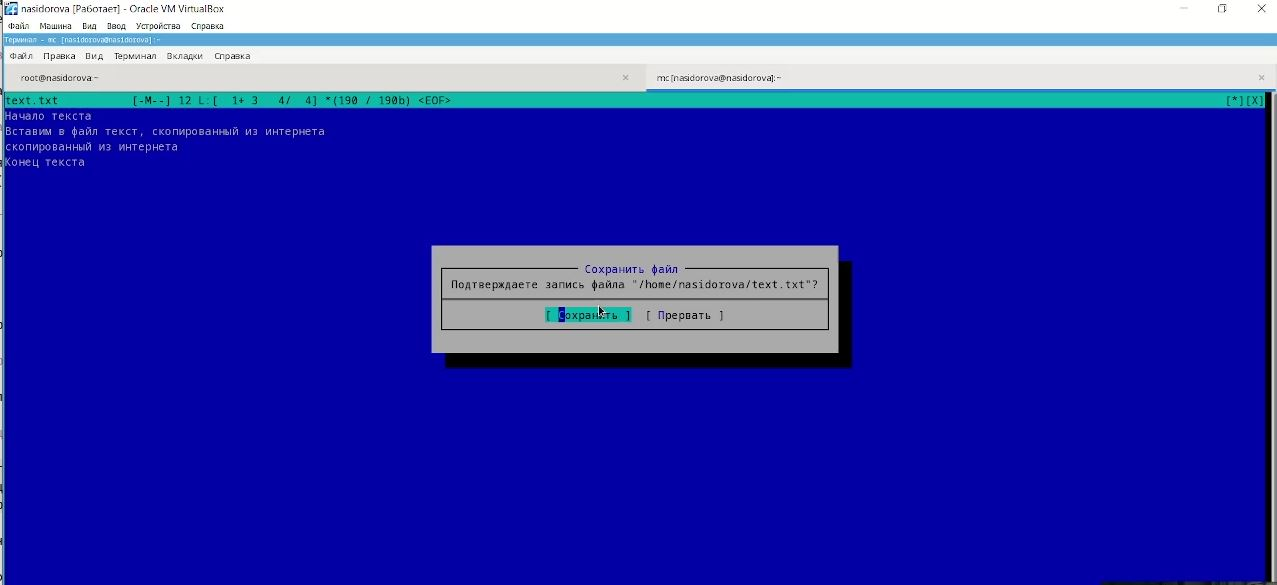 nasidorova [Работает] - Oracle VM VirtualBox
Файл Машина Вид Ввод Устройства Справка
Терминал - mc [nasidorova@nasidorova]:~
Файл Правка Вид Терминал Вкладки Справка
root@nasidorova:~ mc [nasidorova@nasidorova]:~
text.txt [-M--] 12 L:[ 1+ 3 4/ 4] *(190 / 190b) <EOF> [*][X]
Начало текста
Вставим в файл текст, скопированный из интернета
скопированный из интернета
Конец текста
Сохранить файл
Подтверждаете запись файла "/home/nasidorova/text.txt"?
[ Сохранить ] [ Прервать ]